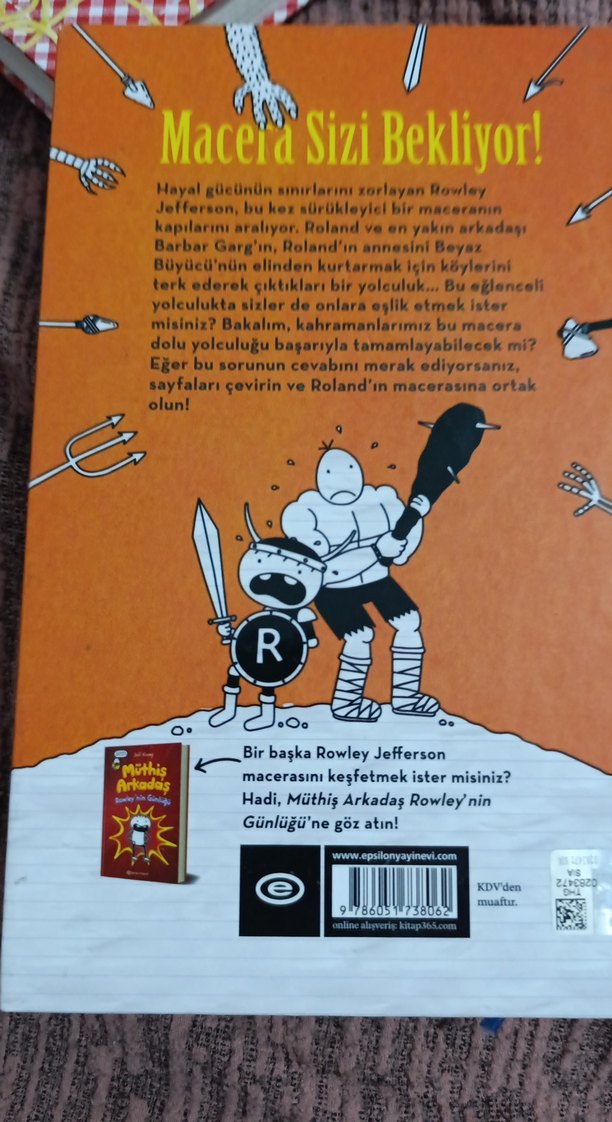 Macera Sizi Bekliyor!
Hayal gücünün sınırlarını zorlayan Rowley
Jefferson, bu kez sürükleyici bir maceranın
kapılarını aralıyor. Roland ve en yakın arkadaşı
Barbar Garg'ın, Roland'ın annesini Beyaz
Büyücü'nün elinden kurtarmak için köylerini
terk ederek çıktıkları bir yolculuk... Bu eğlenceli
yolculukta sizler de onlara eşlik etmek ister
misiniz? Bakalım, kahramanlarımız bu macera
dolu yolculuğu başarıyla tamamlayabilecek mi?
Eğer bu sorunun cevabını merak ediyorsanız,
sayfaları çevirin ve Roland'ın macerasına ortak
olun!
R
Jeff Kinney
Müthiş
Arkadaş
Rowley'nin Günlüğü
Bir başka Rowley Jefferson
macerasını keşfetmek ister misiniz?
Hadi, Müthiş Arkadaş Rowley'nin
Günlüğü'ne göz atın!
e
www.epsilonyayinevi.com
9 786051 738062
online alışveriş: kitap365.com
KDV'den
muaftır.
THG
0283472
SIA